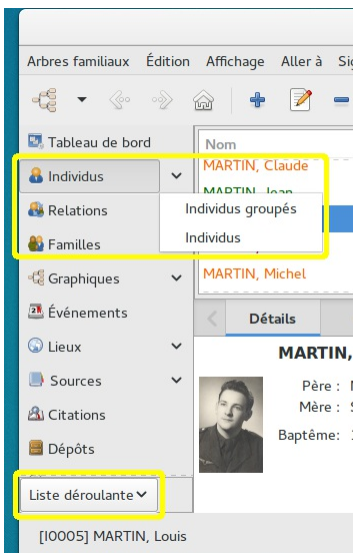 Arbres familiaux Édition Affichage Aller à
Tableau de bord
Nom
MARTIN, Claude
Individus
MARTIN, Jean
Individus groupés
Relations
Individus
Familles
MARTIN, Michel
Graphiques
Événements
Détails
Lieux
MARTIN,
Sources
Père :
Mère :
Citations
Baptême:
Dépôts
Liste déroulante
[I0005] MARTIN, Louis